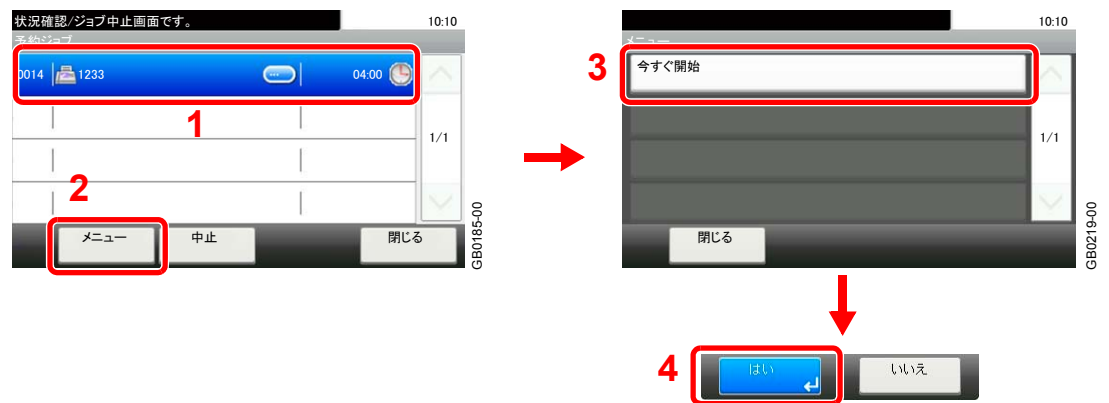 状況確認/ジョブ中止画面です。
10:10
予約ジョブ
0014 1233 04:00
1
1/1
2
メニュー 中止 閉じる
GB0185-00
10:10
メニュー
3 今すぐ開始
1/1
閉じる
GB0219-00
4 はい いいえ